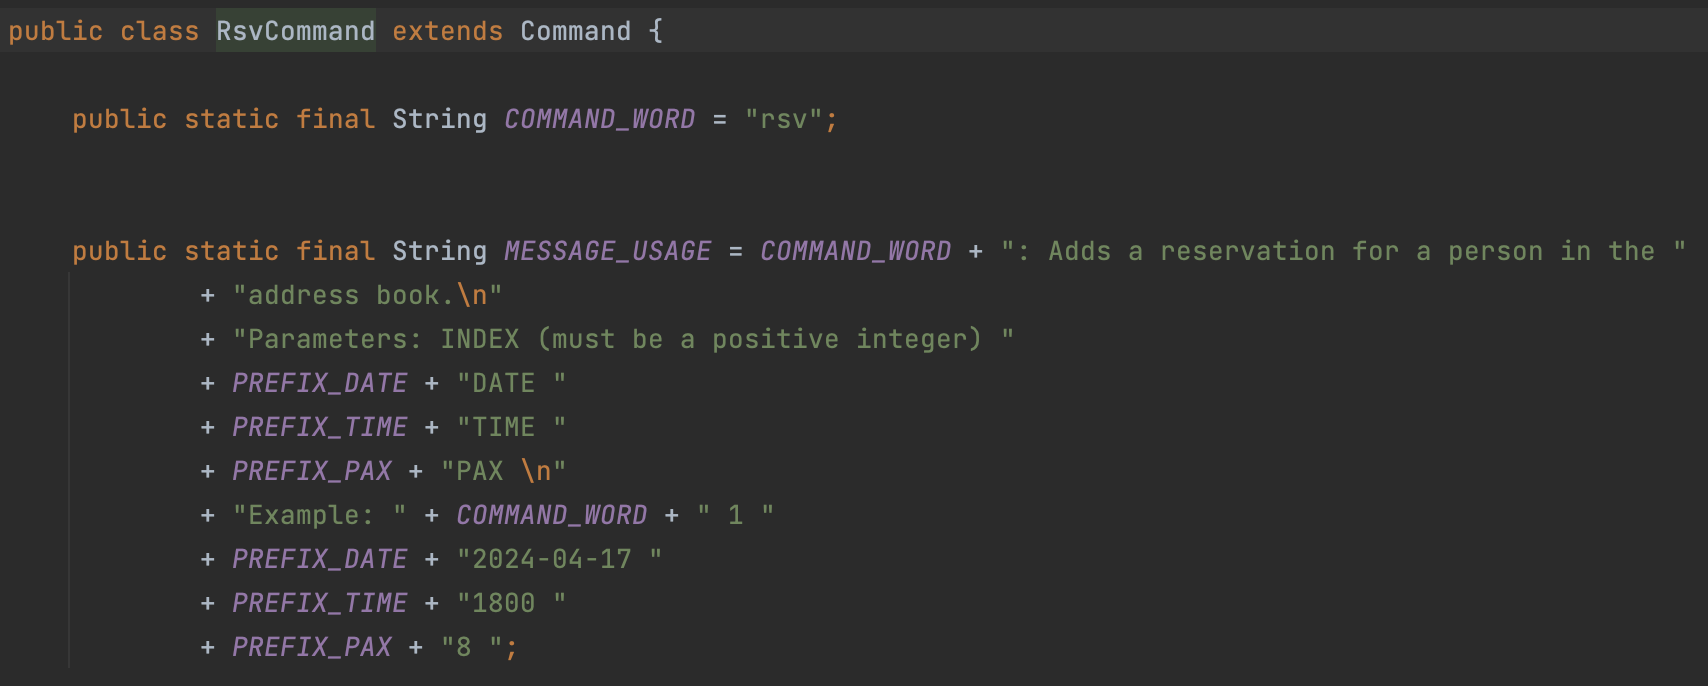 public class RsvCommand extends Command {
public static final String COMMAND_WORD = "rsv";
public static final String MESSAGE_USAGE = COMMAND_WORD + ": Adds a reservation for a person in the "
+ "address book.\n"
+ "Parameters: INDEX (must be a positive integer) "
+ PREFIX_DATE + "DATE "
+ PREFIX_TIME + "TIME "
+ PREFIX_PAX + "PAX \n"
+ "Example: " + COMMAND_WORD + " 1 "
+ PREFIX_DATE + "2024-04-17 "
+ PREFIX_TIME + "1800 "
+ PREFIX_PAX + "8 ";